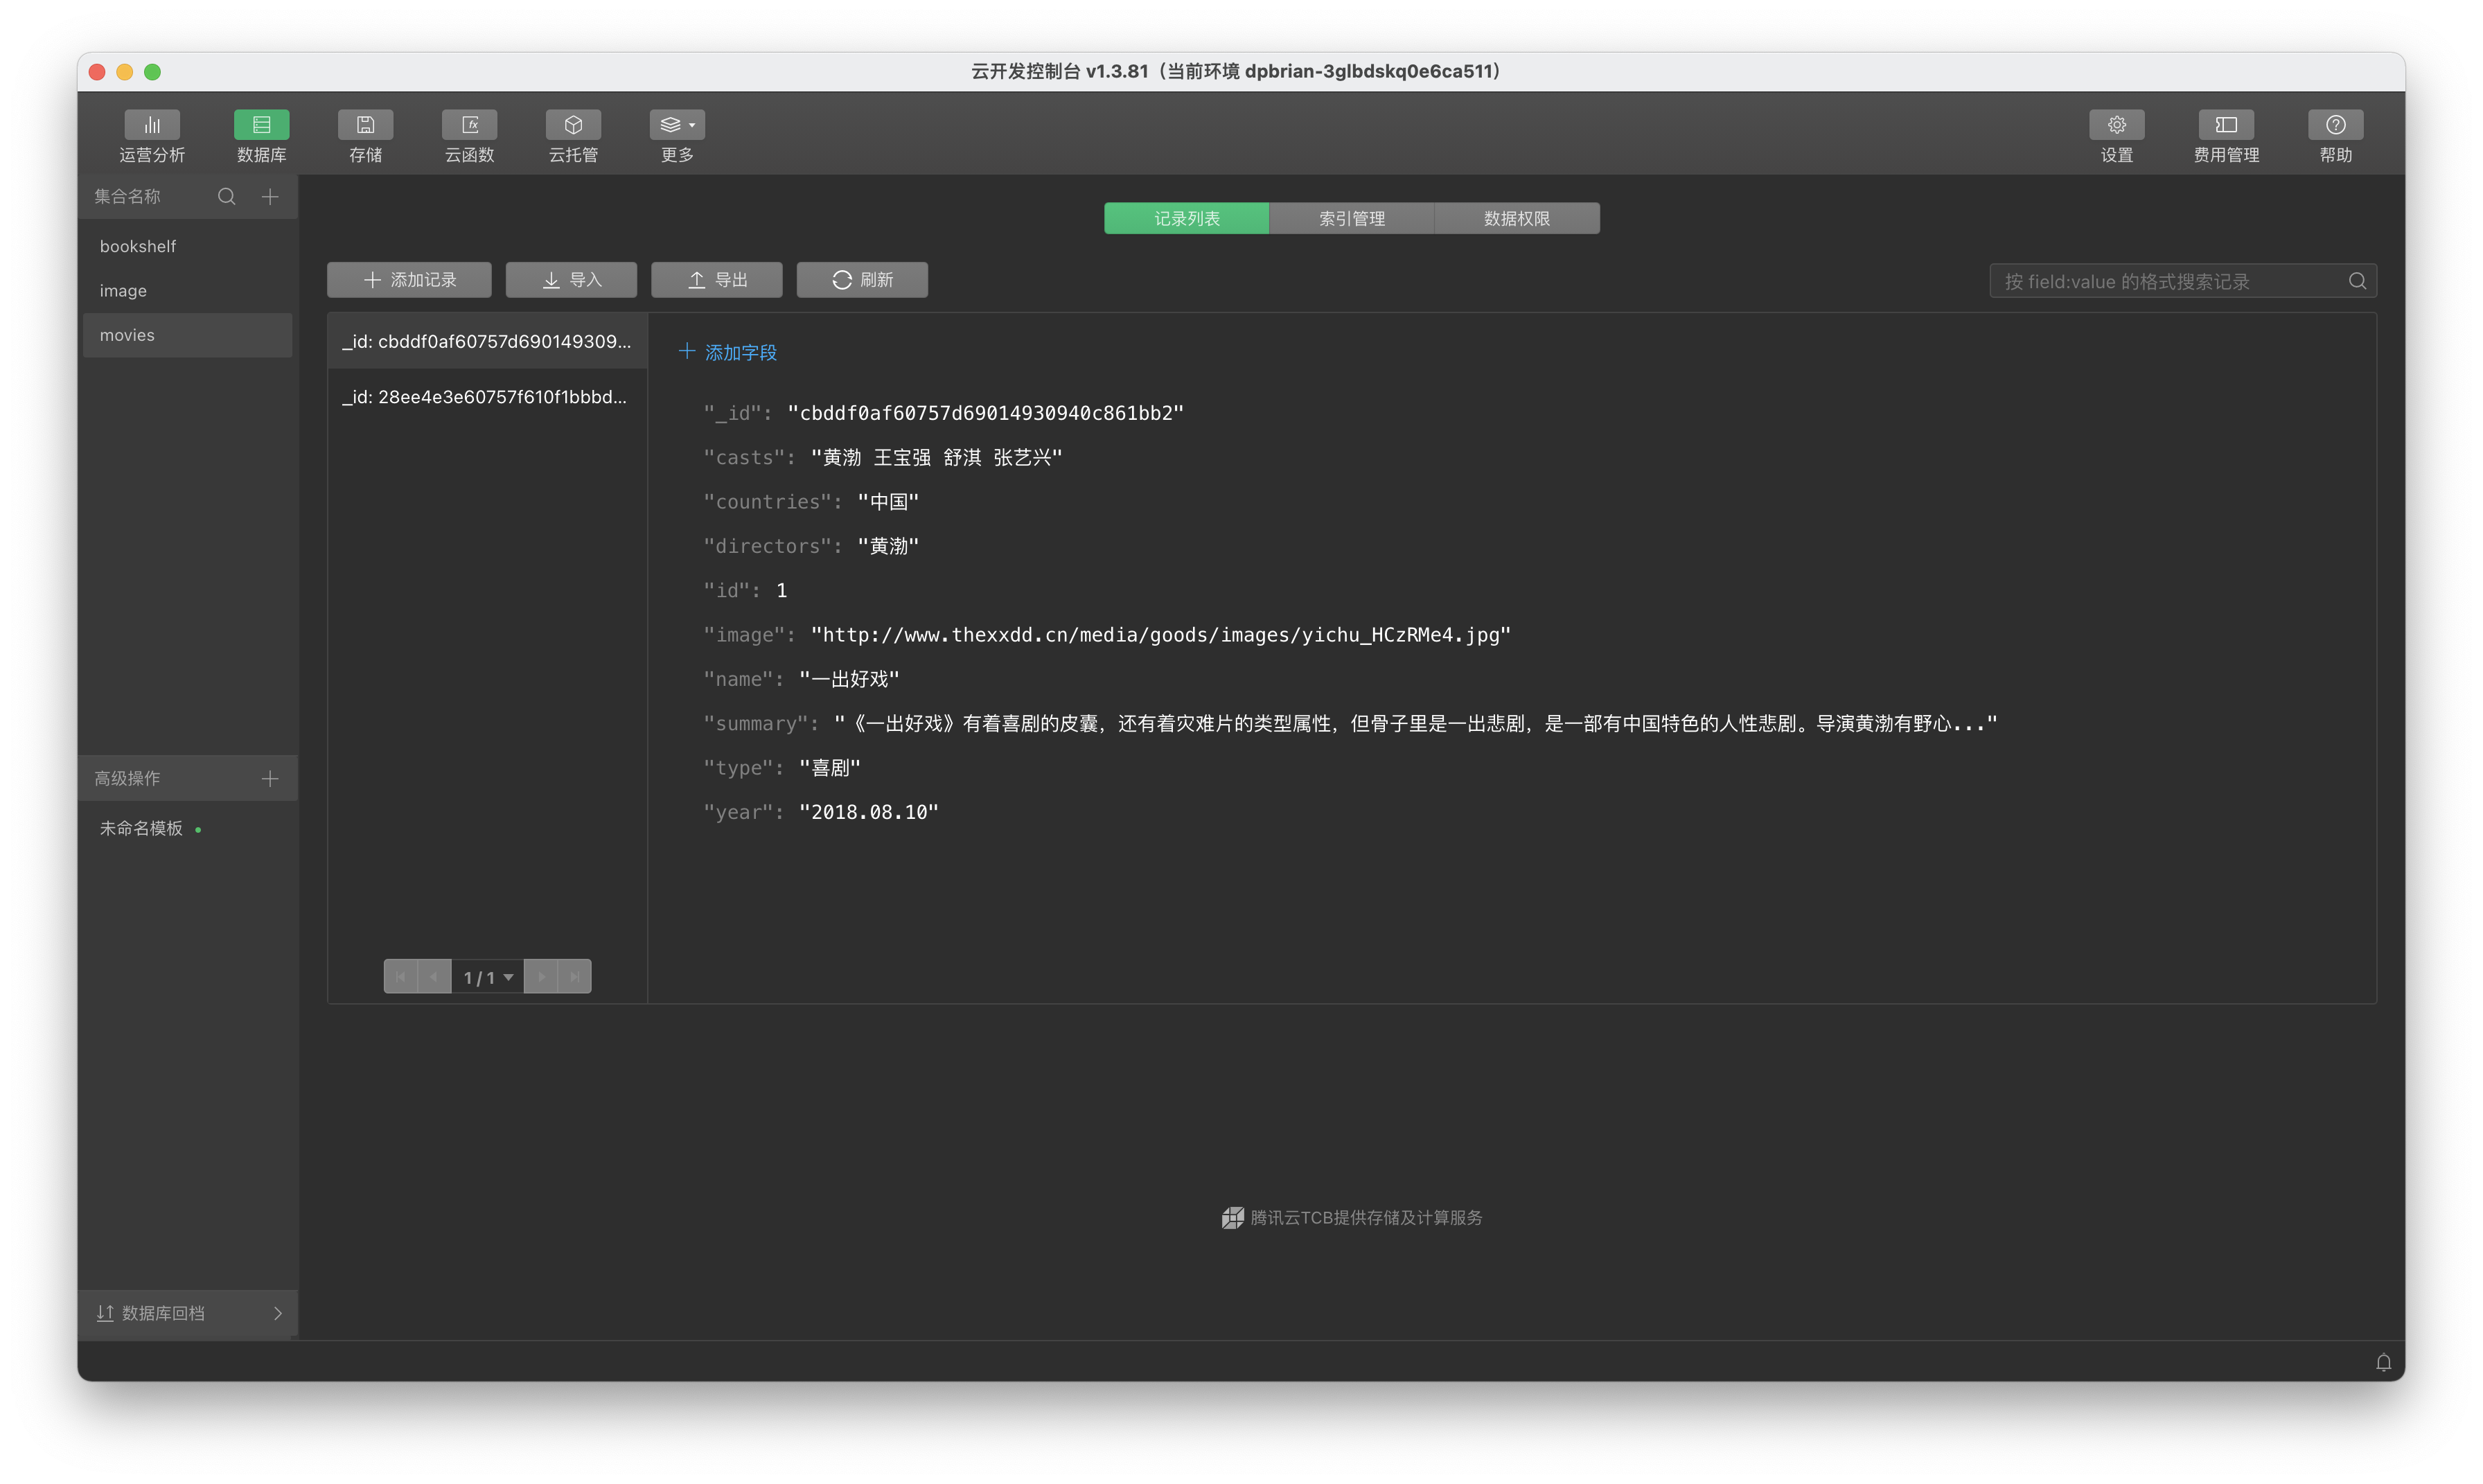 云开发控制台 v1.3.81（当前环境 dpbrian-3glbdskq0e6ca511）
运营分析 数据库 存储 云函数 云托管 更多 设置 费用管理 帮助
集合名称
bookshelf
image
movies
记录列表 索引管理 数据权限
添加记录 导入 导出 刷新 按 field:value 的格式搜索记录
_id: cbddf0af60757d690149309...
_id: 28ee4e3e60757f610f1bbbd...
添加字段
"_id": "cbddf0af60757d69014930940c861bb2"
"casts": "黄渤 王宝强 舒淇 张艺兴"
"countries": "中国"
"directors": "黄渤"
"id": 1
"image": "http://www.thexxdd.cn/media/goods/images/yichu_HCzRMe4.jpg"
"name": "一出好戏"
"summary": "《一出好戏》有着喜剧的皮囊，还有着灾难片的类型属性，但骨子里是一出悲剧，是一部有中国特色的人性悲剧。导演黄渤有野心..."
"type": "喜剧"
"year": "2018.08.10"
1 / 1
高级操作
未命名模板
数据库回档
腾讯云TCB提供存储及计算服务